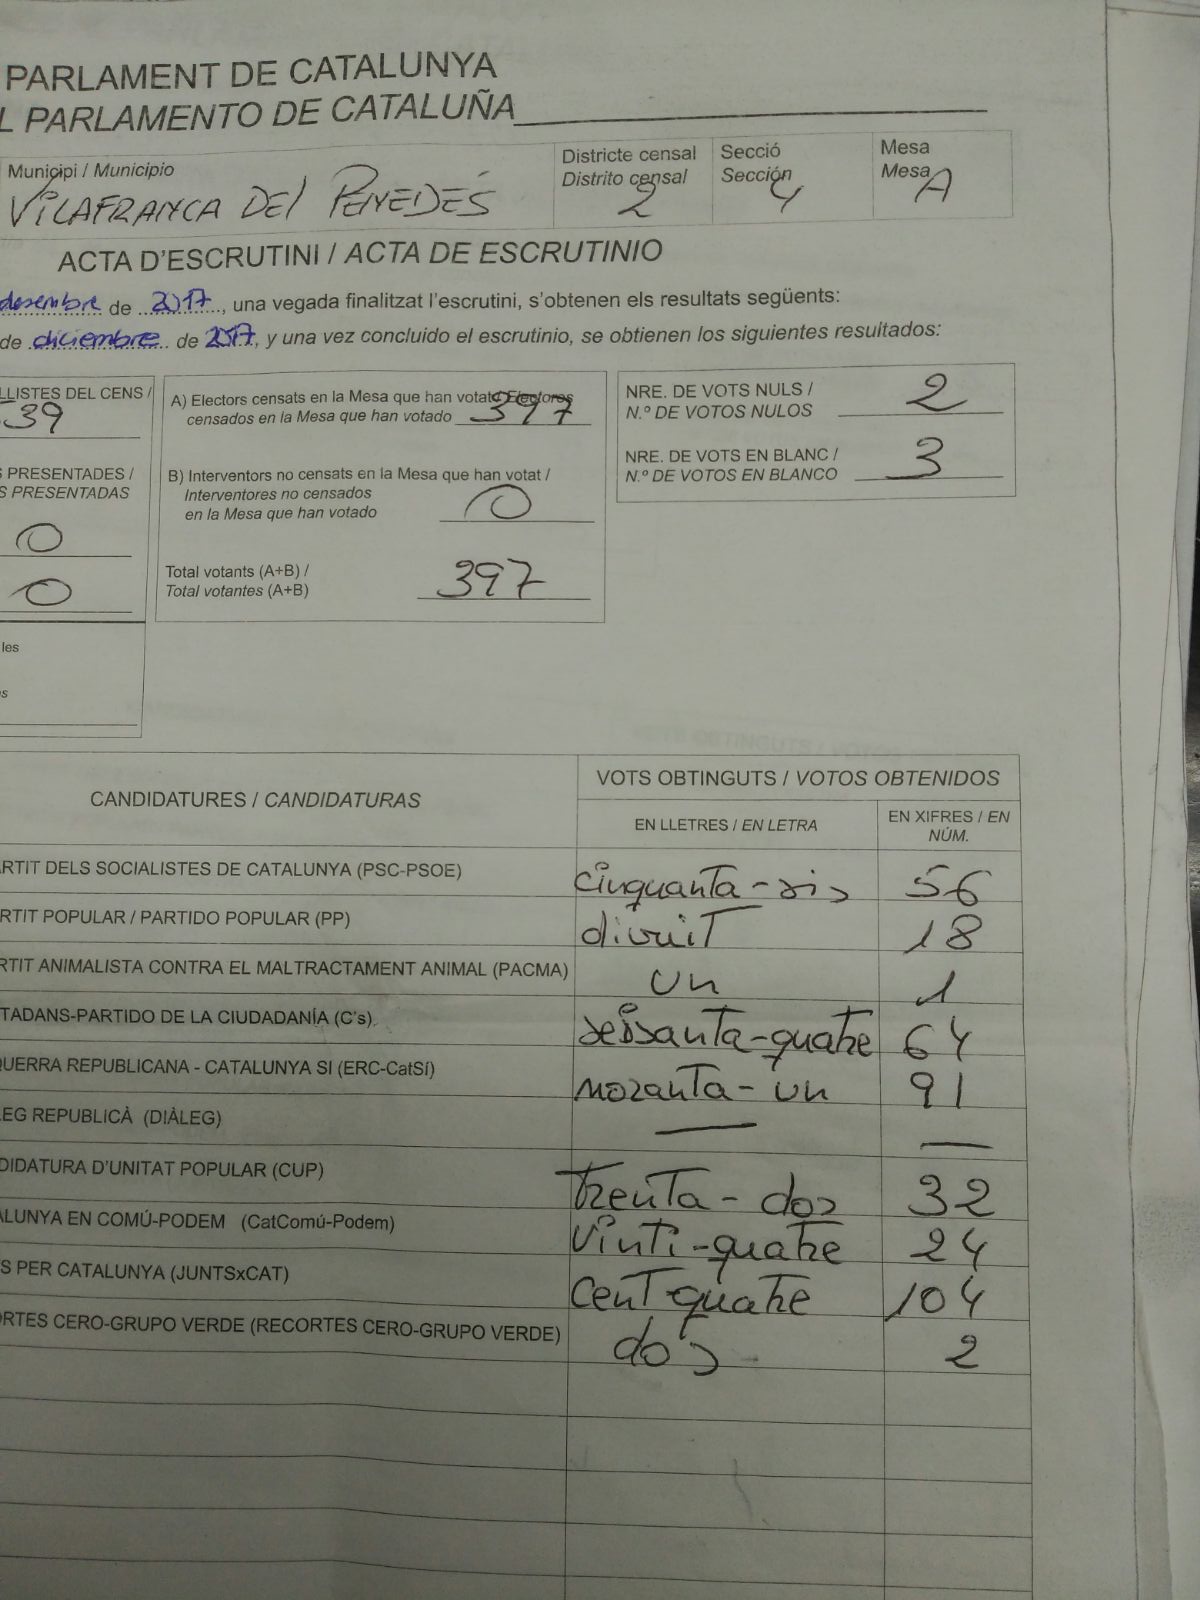 PARLAMENT DE CATALUNYA
L PARLAMENTO DE CATALUÑA
Municipi / Municipio
VILAFRANCA DEL PENEDÈS
Districte censal
Distrito censal
2
Secció
Sección
4
Mesa
Mesa
A
ACTA D'ESCRUTINI / ACTA DE ESCRUTINIO
desembre de 2017, una vegada finalitzat l'escrutini, s'obtenen els resultats següents:
de diciembre de 2017, y una vez concluido el escrutinio, se obtienen los siguientes resultados:
LLISTES DEL CENS /
539
S PRESENTADES /
S PRESENTADAS
0
0
les
s
A) Electors censats en la Mesa que han votat / Electores
censados en la Mesa que han votado 397
B) Interventors no censats en la Mesa que han votat /
Interventores no censados
en la Mesa que han votado 0
Total votants (A+B) /
Total votantes (A+B) 397
NRE. DE VOTS NULS /
N.º DE VOTOS NULOS 2
NRE. DE VOTS EN BLANC /
N.º DE VOTOS EN BLANCO 3
CANDIDATURES / CANDIDATURAS
VOTS OBTINGUTS / VOTOS OBTENIDOS
EN LLETRES / EN LETRA
EN XIFRES / EN NÚM.
ARTIT DELS SOCIALISTES DE CATALUNYA (PSC-PSOE) cinquanta-sis 56
RTIT POPULAR / PARTIDO POPULAR (PP) divuit 18
RTIT ANIMALISTA CONTRA EL MALTRACTAMENT ANIMAL (PACMA) un 1
TADANS-PARTIDO DE LA CIUDADANÍA (C's) seissanta-quatre 64
QUERRA REPUBLICANA - CATALUNYA SI (ERC-CatSí) noranta-un 91
LEG REPUBLICÀ (DIÀLEG) — —
DIDATURA D'UNITAT POPULAR (CUP) trenta-dos 32
ALUNYA EN COMÚ-PODEM (CatComú-Podem) vinti-quatre 24
S PER CATALUNYA (JUNTSxCAT) cent quatre 104
ORTES CERO-GRUPO VERDE (RECORTES CERO-GRUPO VERDE) dos 2